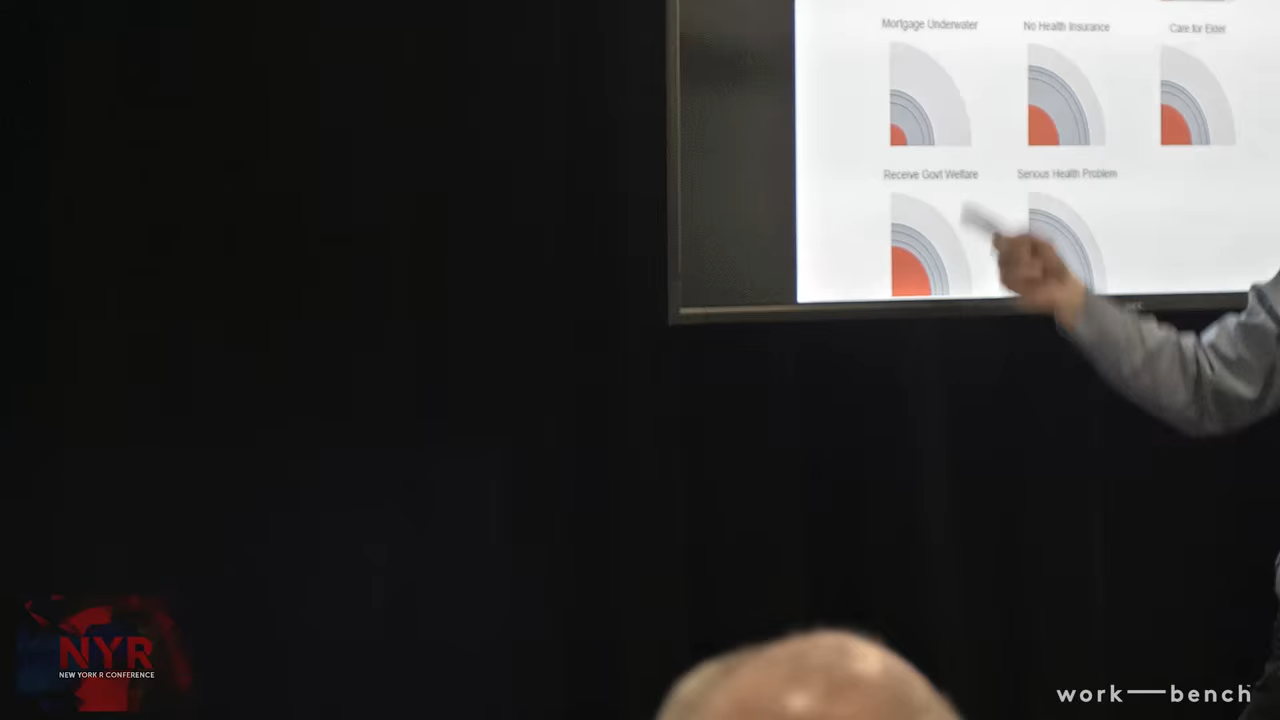 Mortgage Underwater
No Health Insurance
Care for Elder
Receive Govt Welfare
Serious Health Problem
NYR
NEW YORK R CONFERENCE
work—bench